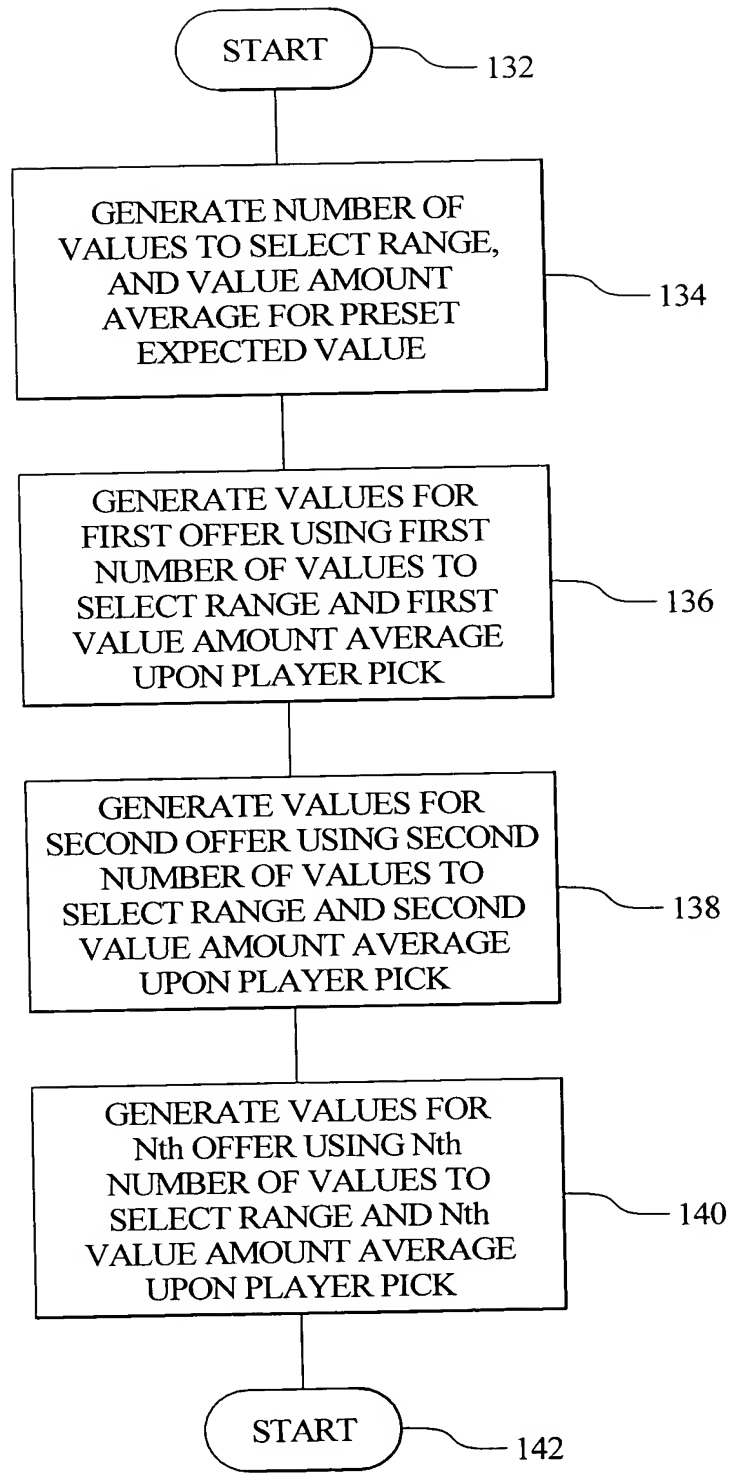 START
132
GENERATE NUMBER OF
VALUES TO SELECT RANGE,
AND VALUE AMOUNT
AVERAGE FOR PRESET
EXPECTED VALUE
134
GENERATE VALUES FOR
FIRST OFFER USING FIRST
NUMBER OF VALUES TO
SELECT RANGE AND FIRST
VALUE AMOUNT AVERAGE
UPON PLAYER PICK
136
GENERATE VALUES FOR
SECOND OFFER USING SECOND
NUMBER OF VALUES TO
SELECT RANGE AND SECOND
VALUE AMOUNT AVERAGE
UPON PLAYER PICK
138
GENERATE VALUES FOR
Nth OFFER USING Nth
NUMBER OF VALUES TO
SELECT RANGE AND Nth
VALUE AMOUNT AVERAGE
UPON PLAYER PICK
140
START
142